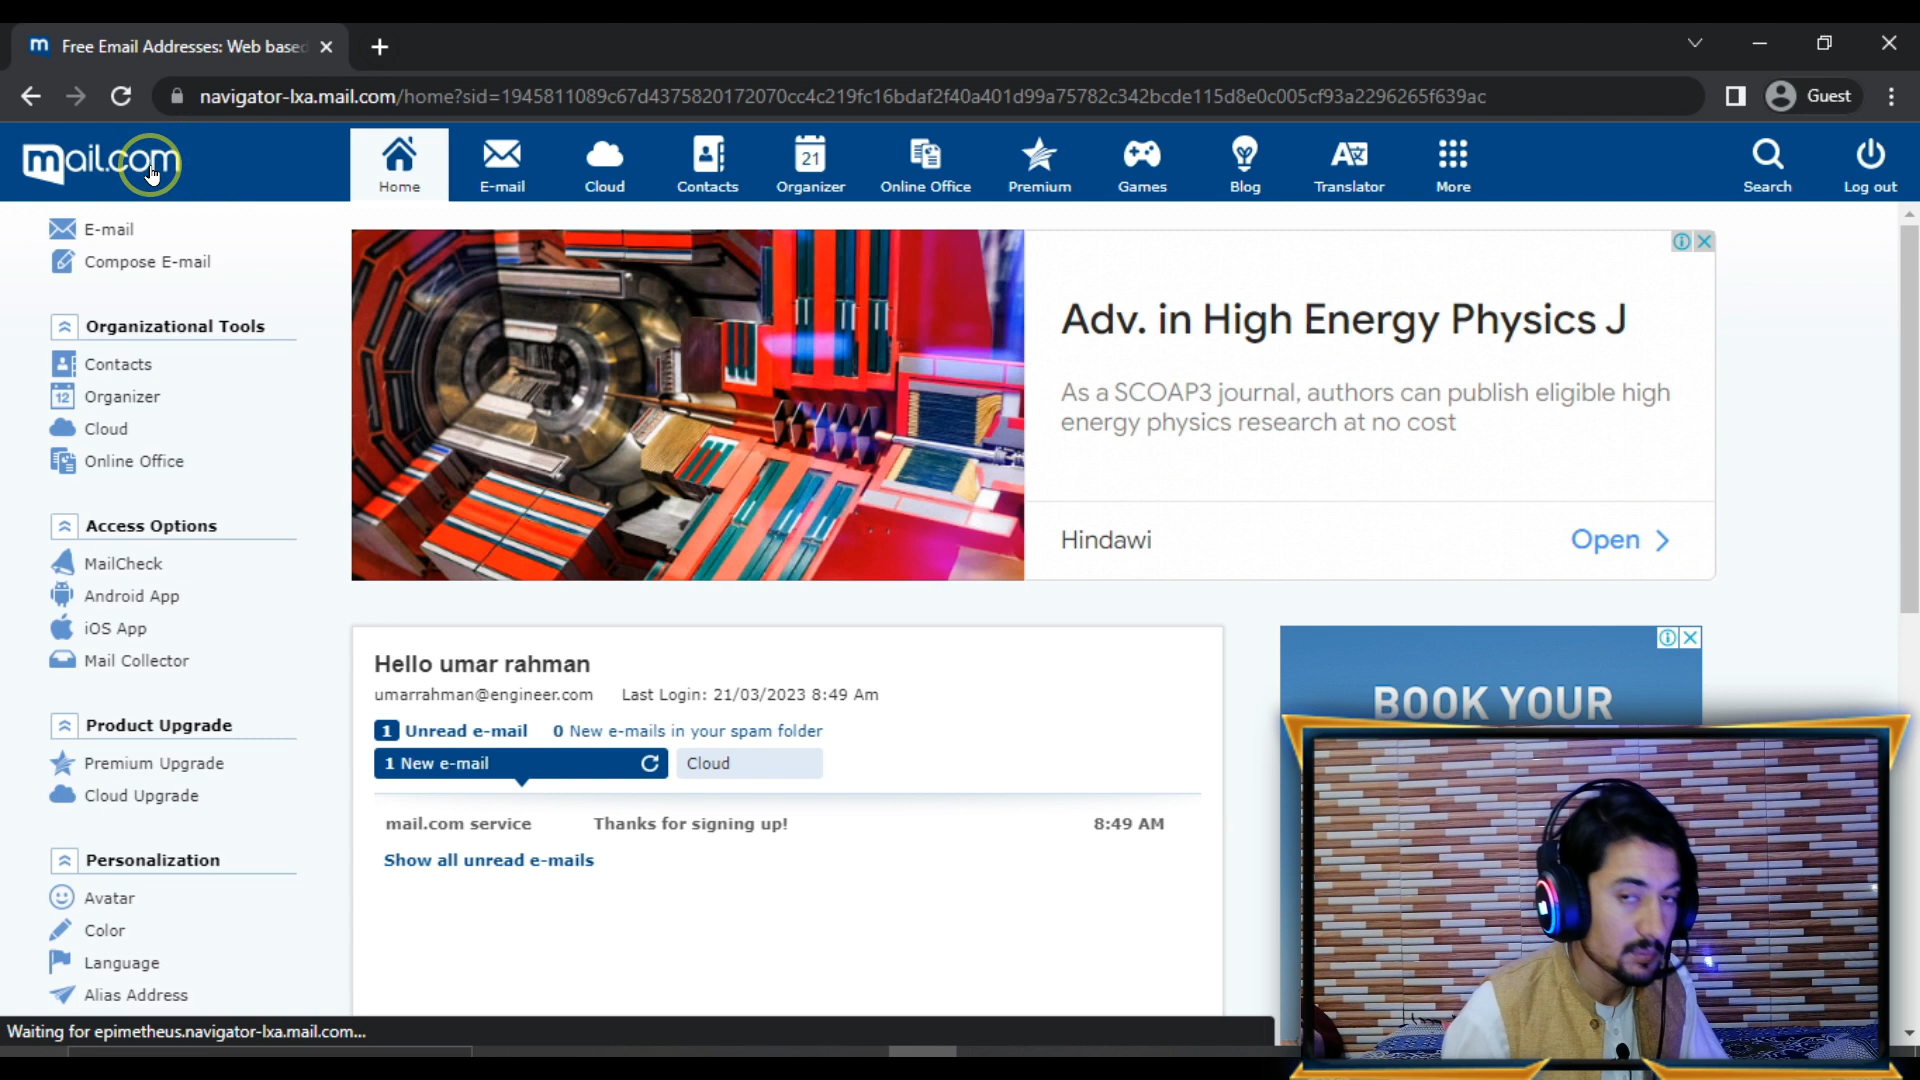 Free Email Addresses: Web based
navigator-lxa.mail.com/home?sid=1945811089c67d4375820172070cc4c219fc16bdaf2f40a401d99a75782c342bcde115d8e0c005cf93a2296265f639ac
Guest
mail.com
Home
E-mail
Cloud
Contacts
21
Organizer
Online Office
Premium
Games
Blog
Translator
More
Search
Log out
E-mail
Compose E-mail
Organizational Tools
Contacts
12 Organizer
Cloud
Online Office
Access Options
MailCheck
Android App
iOS App
Mail Collector
Product Upgrade
Premium Upgrade
Cloud Upgrade
Personalization
Avatar
Color
Language
Alias Address
Adv. in High Energy Physics J
As a SCOAP3 journal, authors can publish eligible high
energy physics research at no cost
Hindawi
Open
Hello umar rahman
umarrahman@engineer.com Last Login: 21/03/2023 8:49 Am
1 Unread e-mail 0 New e-mails in your spam folder
1 New e-mail
Cloud
mail.com service Thanks for signing up! 8:49 AM
Show all unread e-mails
BOOK YOUR
Waiting for epimetheus.navigator-lxa.mail.com...